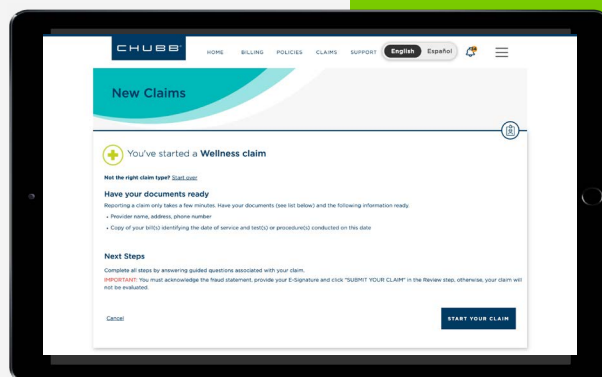 CHUBB
HOME BILLING POLICIES CLAIMS SUPPORT English Español
New Claims
You've started a Wellness claim
Not the right claim type? Start over
Have your documents ready
Reporting a claim only takes a few minutes. Have your documents (see list below) and the following information ready.
• Provider name, address, phone number
• Copy of your bill(s) identifying the date of service and test(s) or procedure(s) conducted on this date
Next Steps
Complete all steps by answering guided questions associated with your claim.
IMPORTANT: You must acknowledge the fraud statement, provide your E-Signature and click "SUBMIT YOUR CLAIM" in the Review step, otherwise, your claim will
not be evaluated.
Cancel START YOUR CLAIM